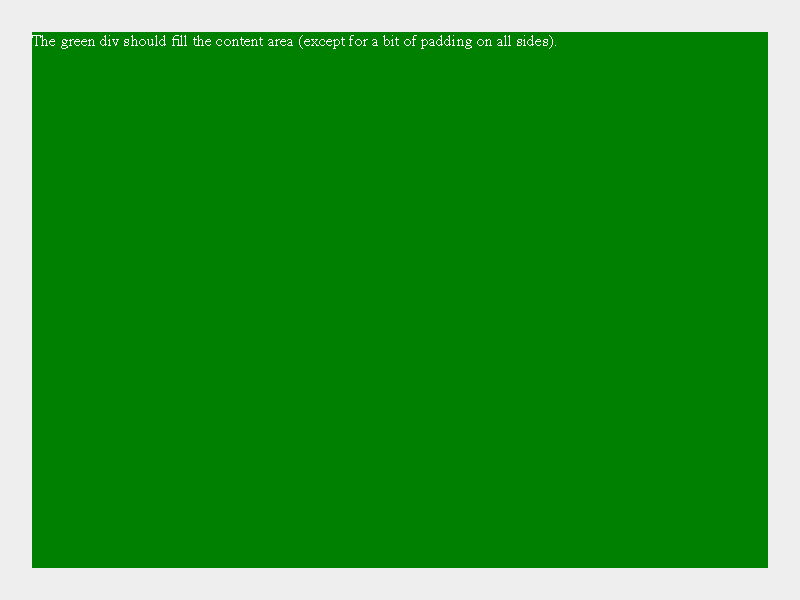 The green div should fill the content area (except for a bit of padding on all sides).